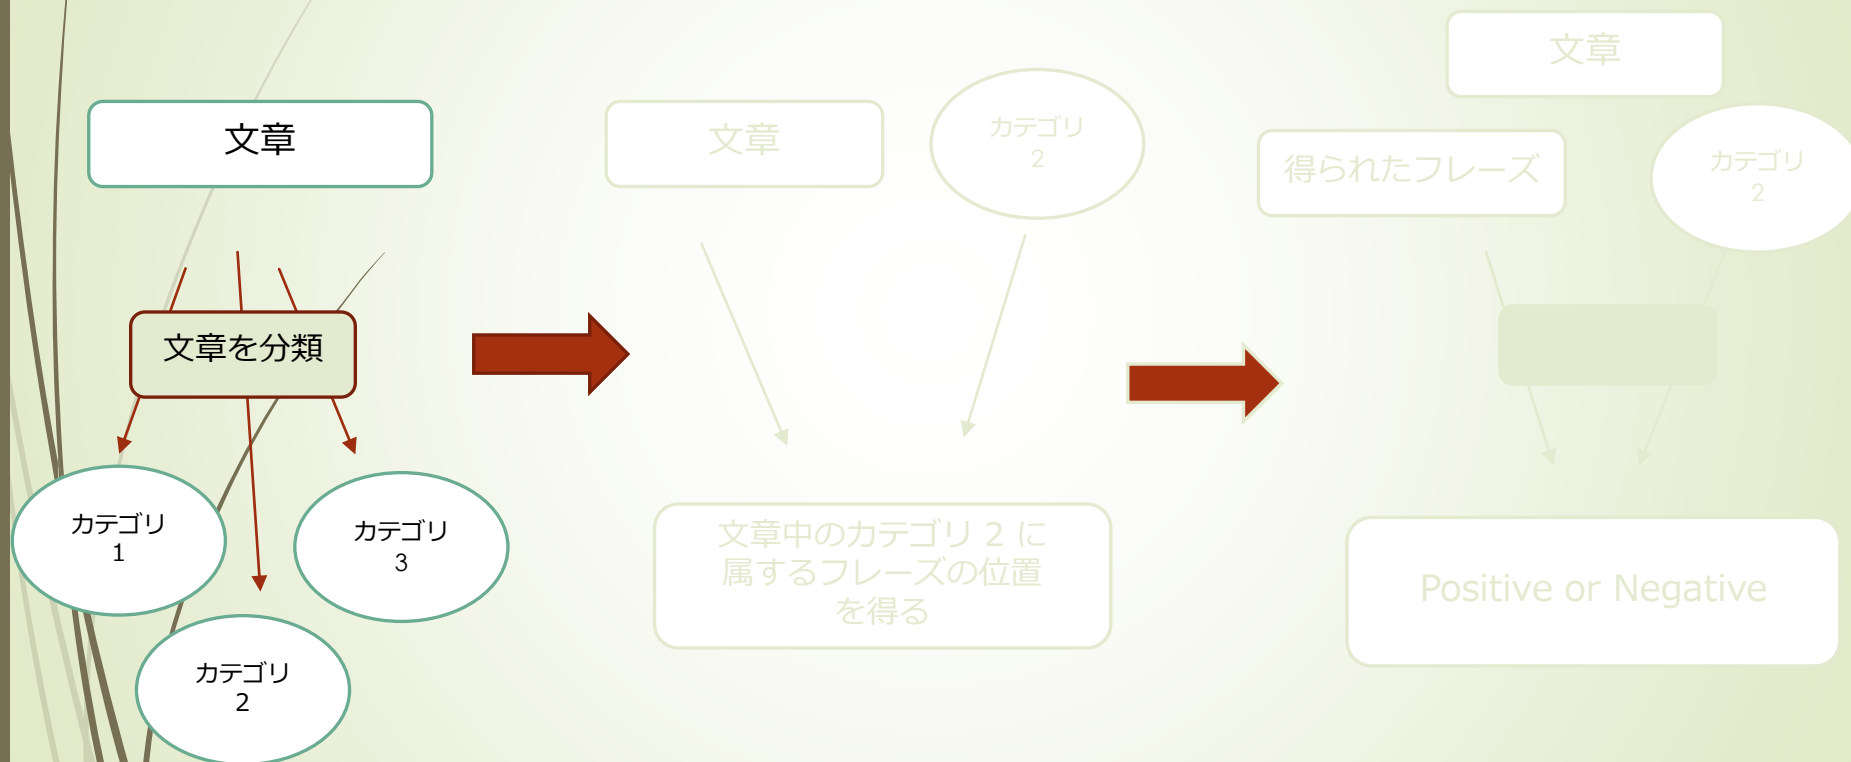 文章
文章を分類
カテゴリ
1
カテゴリ
3
カテゴリ
2
文章
カテゴリ
2
文章中のカテゴリ 2 に
属するフレーズの位置
を得る
文章
得られたフレーズ
カテゴリ
2
Positive or Negative